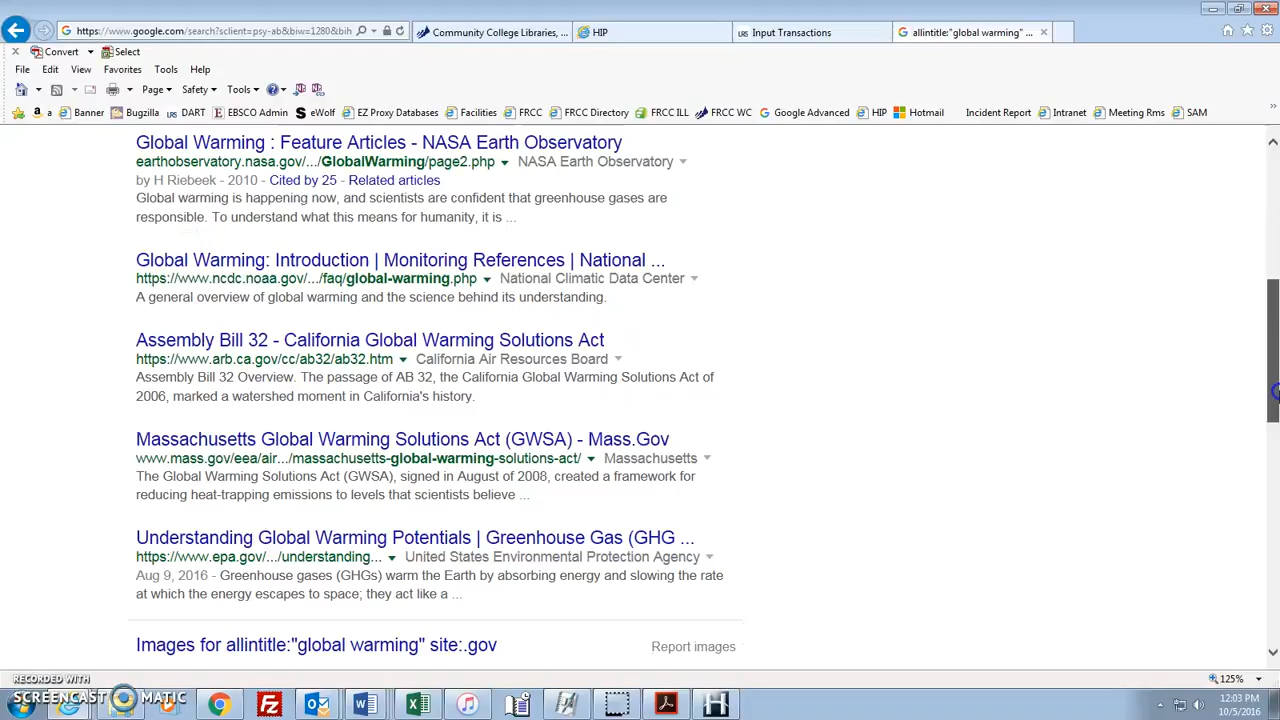 https://www.google.com/search?sclient=psy-ab&biw=1280&bih
Community College Libraries, ...
HIP
Input Transactions
allintitle:"global warming" ...
Convert
Select
File Edit View Favorites Tools Help
Page Safety Tools
a Banner Bugzilla DART EBSCO Admin eWolf EZ Proxy Databases Facilities FRCC FRCC Directory FRCC ILL FRCC WC Google Advanced HIP Hotmail Incident Report Intranet Meeting Rms SAM
Global Warming : Feature Articles - NASA Earth Observatory
earthobservatory.nasa.gov/.../GlobalWarming/page2.php NASA Earth Observatory
by H Riebeek - 2010 - Cited by 25 - Related articles
Global warming is happening now, and scientists are confident that greenhouse gases are
responsible. To understand what this means for humanity, it is ...
Global Warming: Introduction | Monitoring References | National ...
https://www.ncdc.noaa.gov/.../faq/global-warming.php National Climatic Data Center
A general overview of global warming and the science behind its understanding.
Assembly Bill 32 - California Global Warming Solutions Act
https://www.arb.ca.gov/cc/ab32/ab32.htm California Air Resources Board
Assembly Bill 32 Overview. The passage of AB 32, the California Global Warming Solutions Act of
2006, marked a watershed moment in California's history.
Massachusetts Global Warming Solutions Act (GWSA) - Mass.Gov
www.mass.gov/eea/air.../massachusetts-global-warming-solutions-act/ Massachusetts
The Global Warming Solutions Act (GWSA), signed in August of 2008, created a framework for
reducing heat-trapping emissions to levels that scientists believe ...
Understanding Global Warming Potentials | Greenhouse Gas (GHG ...
https://www.epa.gov/.../understanding... United States Environmental Protection Agency
Aug 9, 2016 - Greenhouse gases (GHGs) warm the Earth by absorbing energy and slowing the rate
at which the energy escapes to space; they act like a ...
Images for allintitle:"global warming" site:.gov
Report images
125%
RECORDED WITH
SCREENCAST MATIC
12:03 PM
10/5/2016